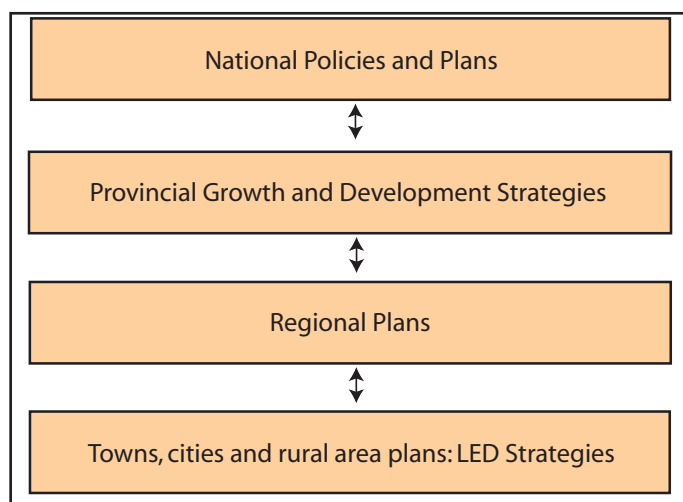 National Policies and Plans
Provincial Growth and Development Strategies
Regional Plans
Towns, cities and rural area plans: LED Strategies